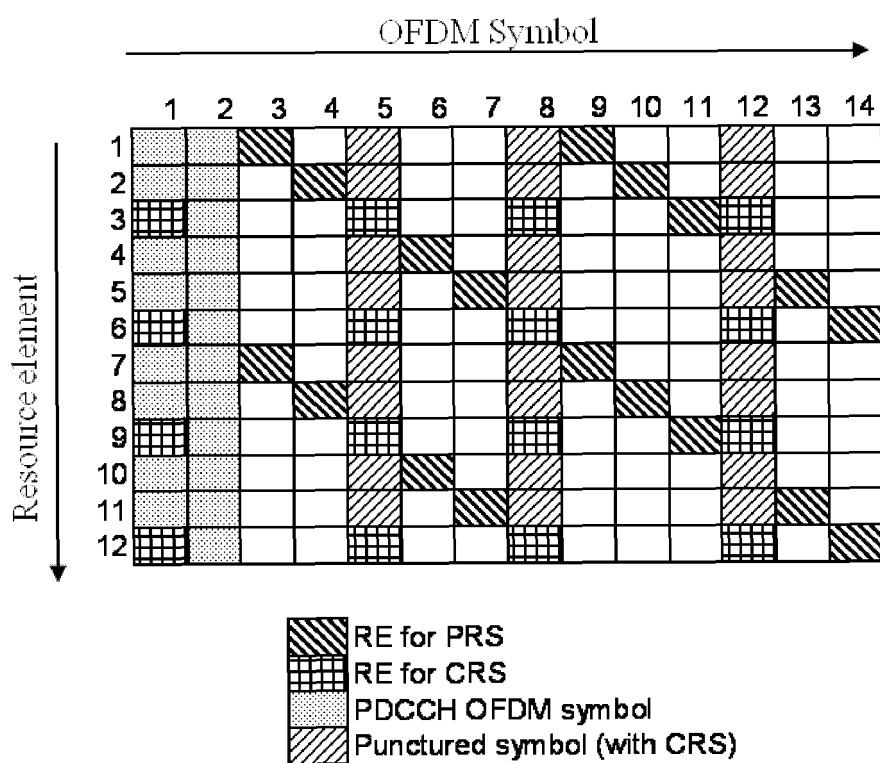 OFDM Symbol
1 2 3 4 5 6 7 8 9 10 11 12 13 14
Resource element
1
2
3
4
5
6
7
8
9
10
11
12
RE for PRS
RE for CRS
PDCCH OFDM symbol
Punctured symbol (with CRS)